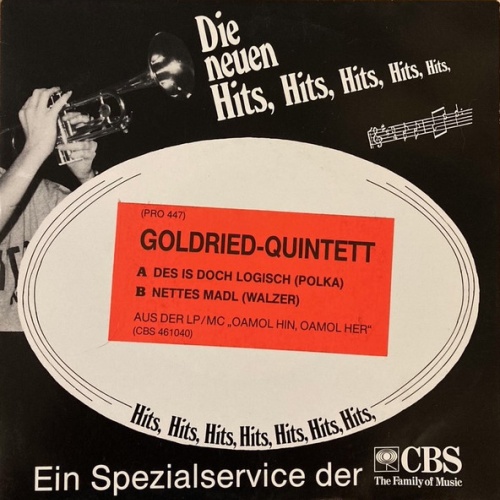 Die
neuen
Hits, Hits, Hits, Hits, Hits,
(PRO 447)
GOLDRIED-QUINTETT
A DES IS DOCH LOGISCH (POLKA)
B NETTES MADL (WALZER)
AUS DER LP/MC „OAMOL HIN, OAMOL HER"
(CBS 461040)
Hits, Hits, Hits, Hits, Hits, Hits, Hits,
Ein Spezialservice der CBS
The Family of Music